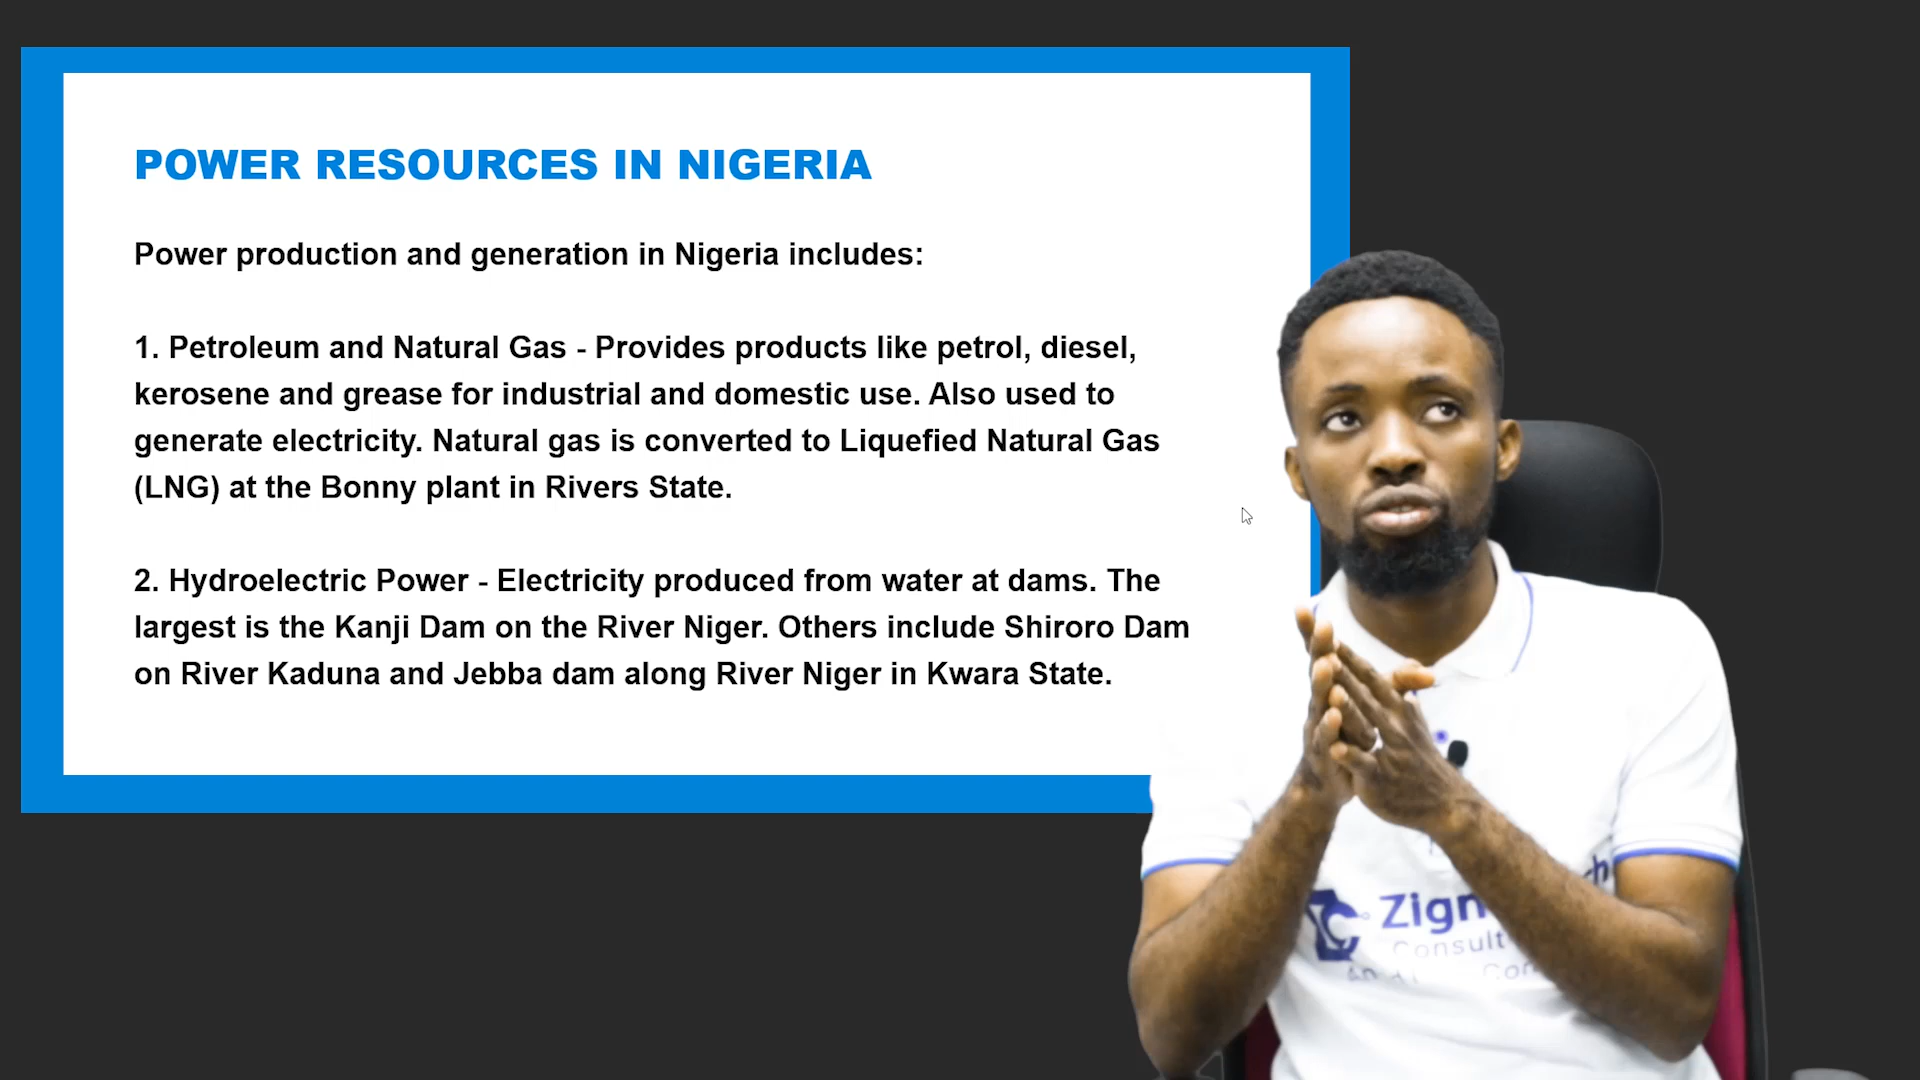 POWER RESOURCES IN NIGERIA
Power production and generation in Nigeria includes:
1. Petroleum and Natural Gas - Provides products like petrol, diesel,
kerosene and grease for industrial and domestic use. Also used to
generate electricity. Natural gas is converted to Liquefied Natural Gas
(LNG) at the Bonny plant in Rivers State.
2. Hydroelectric Power - Electricity produced from water at dams. The
largest is the Kanji Dam on the River Niger. Others include Shiroro Dam
on River Kaduna and Jebba dam along River Niger in Kwara State.